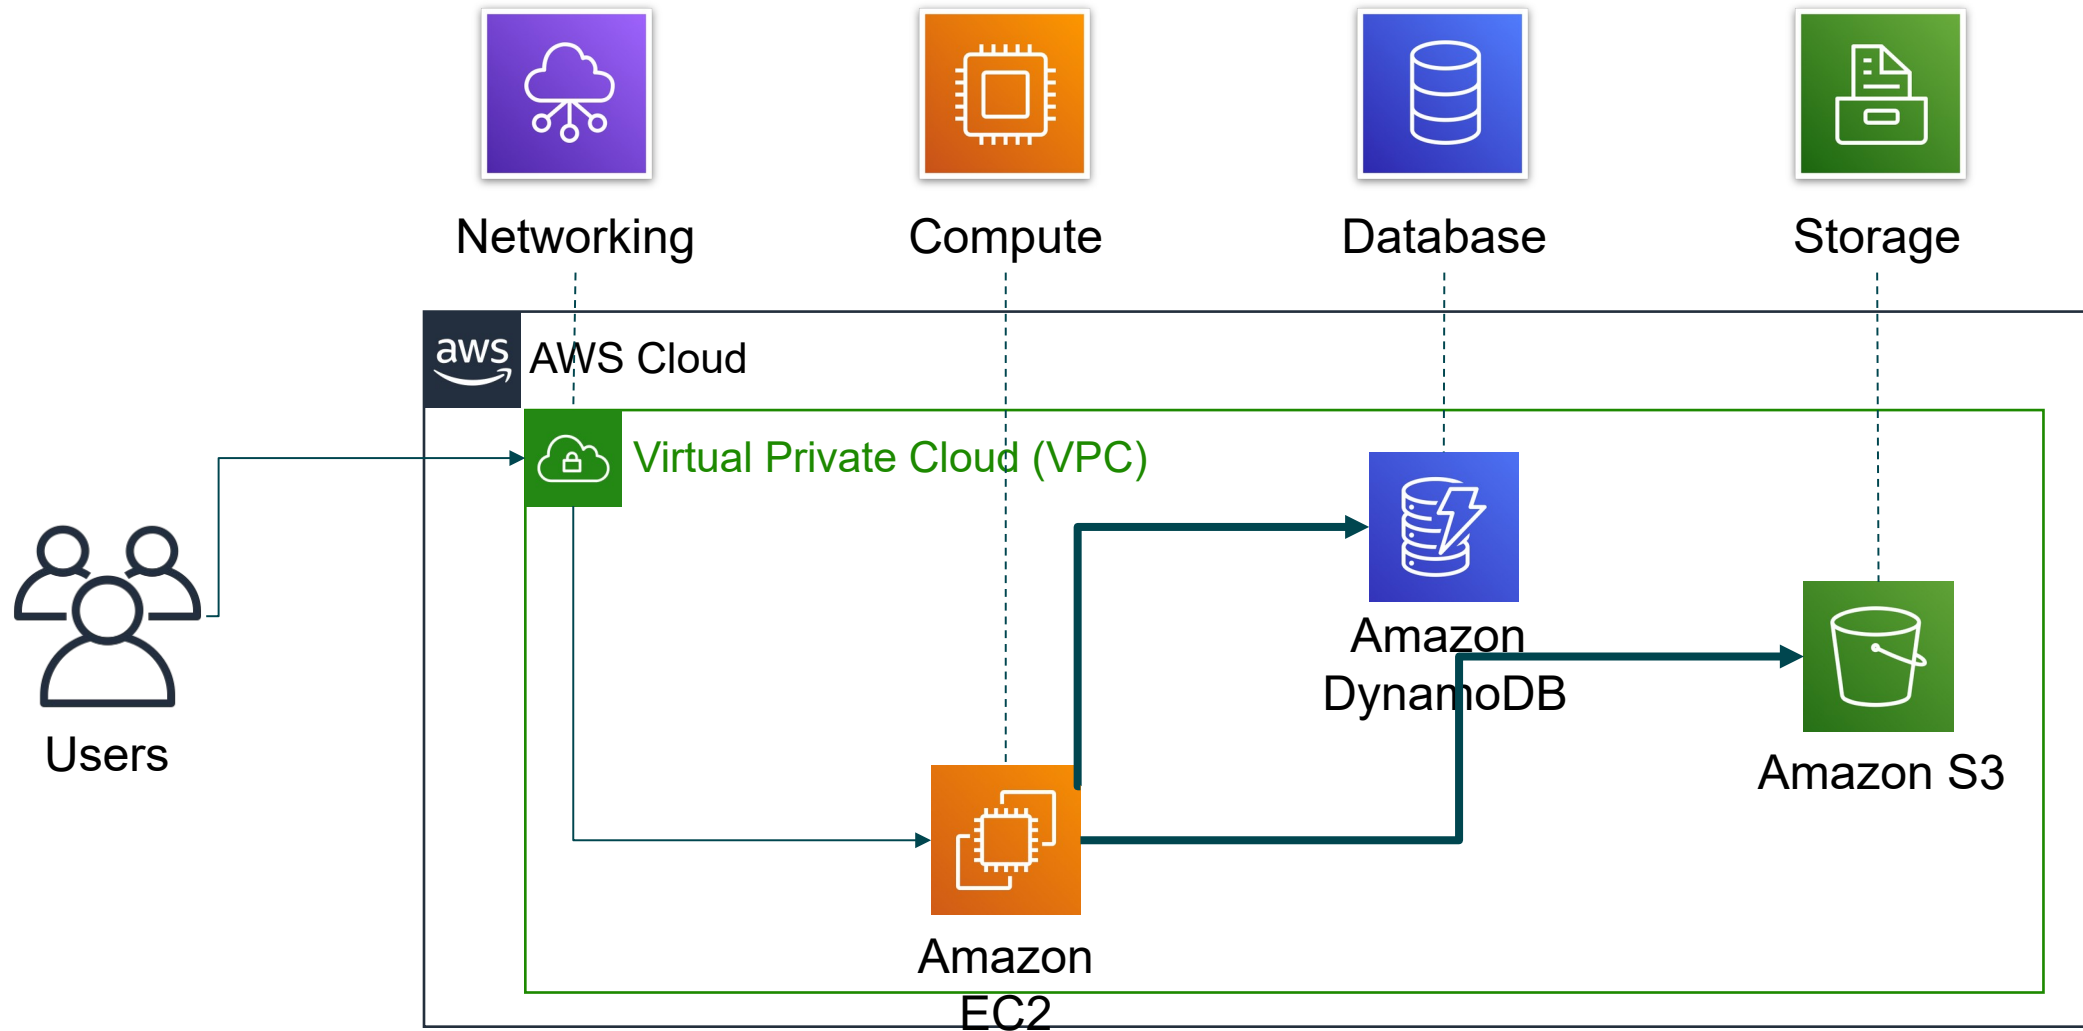 Networking
Compute
Database
Storage
aws
AWS Cloud
Virtual Private Cloud (VPC)
Amazon
DynamoDB
Users
Amazon S3
Amazon
EC2